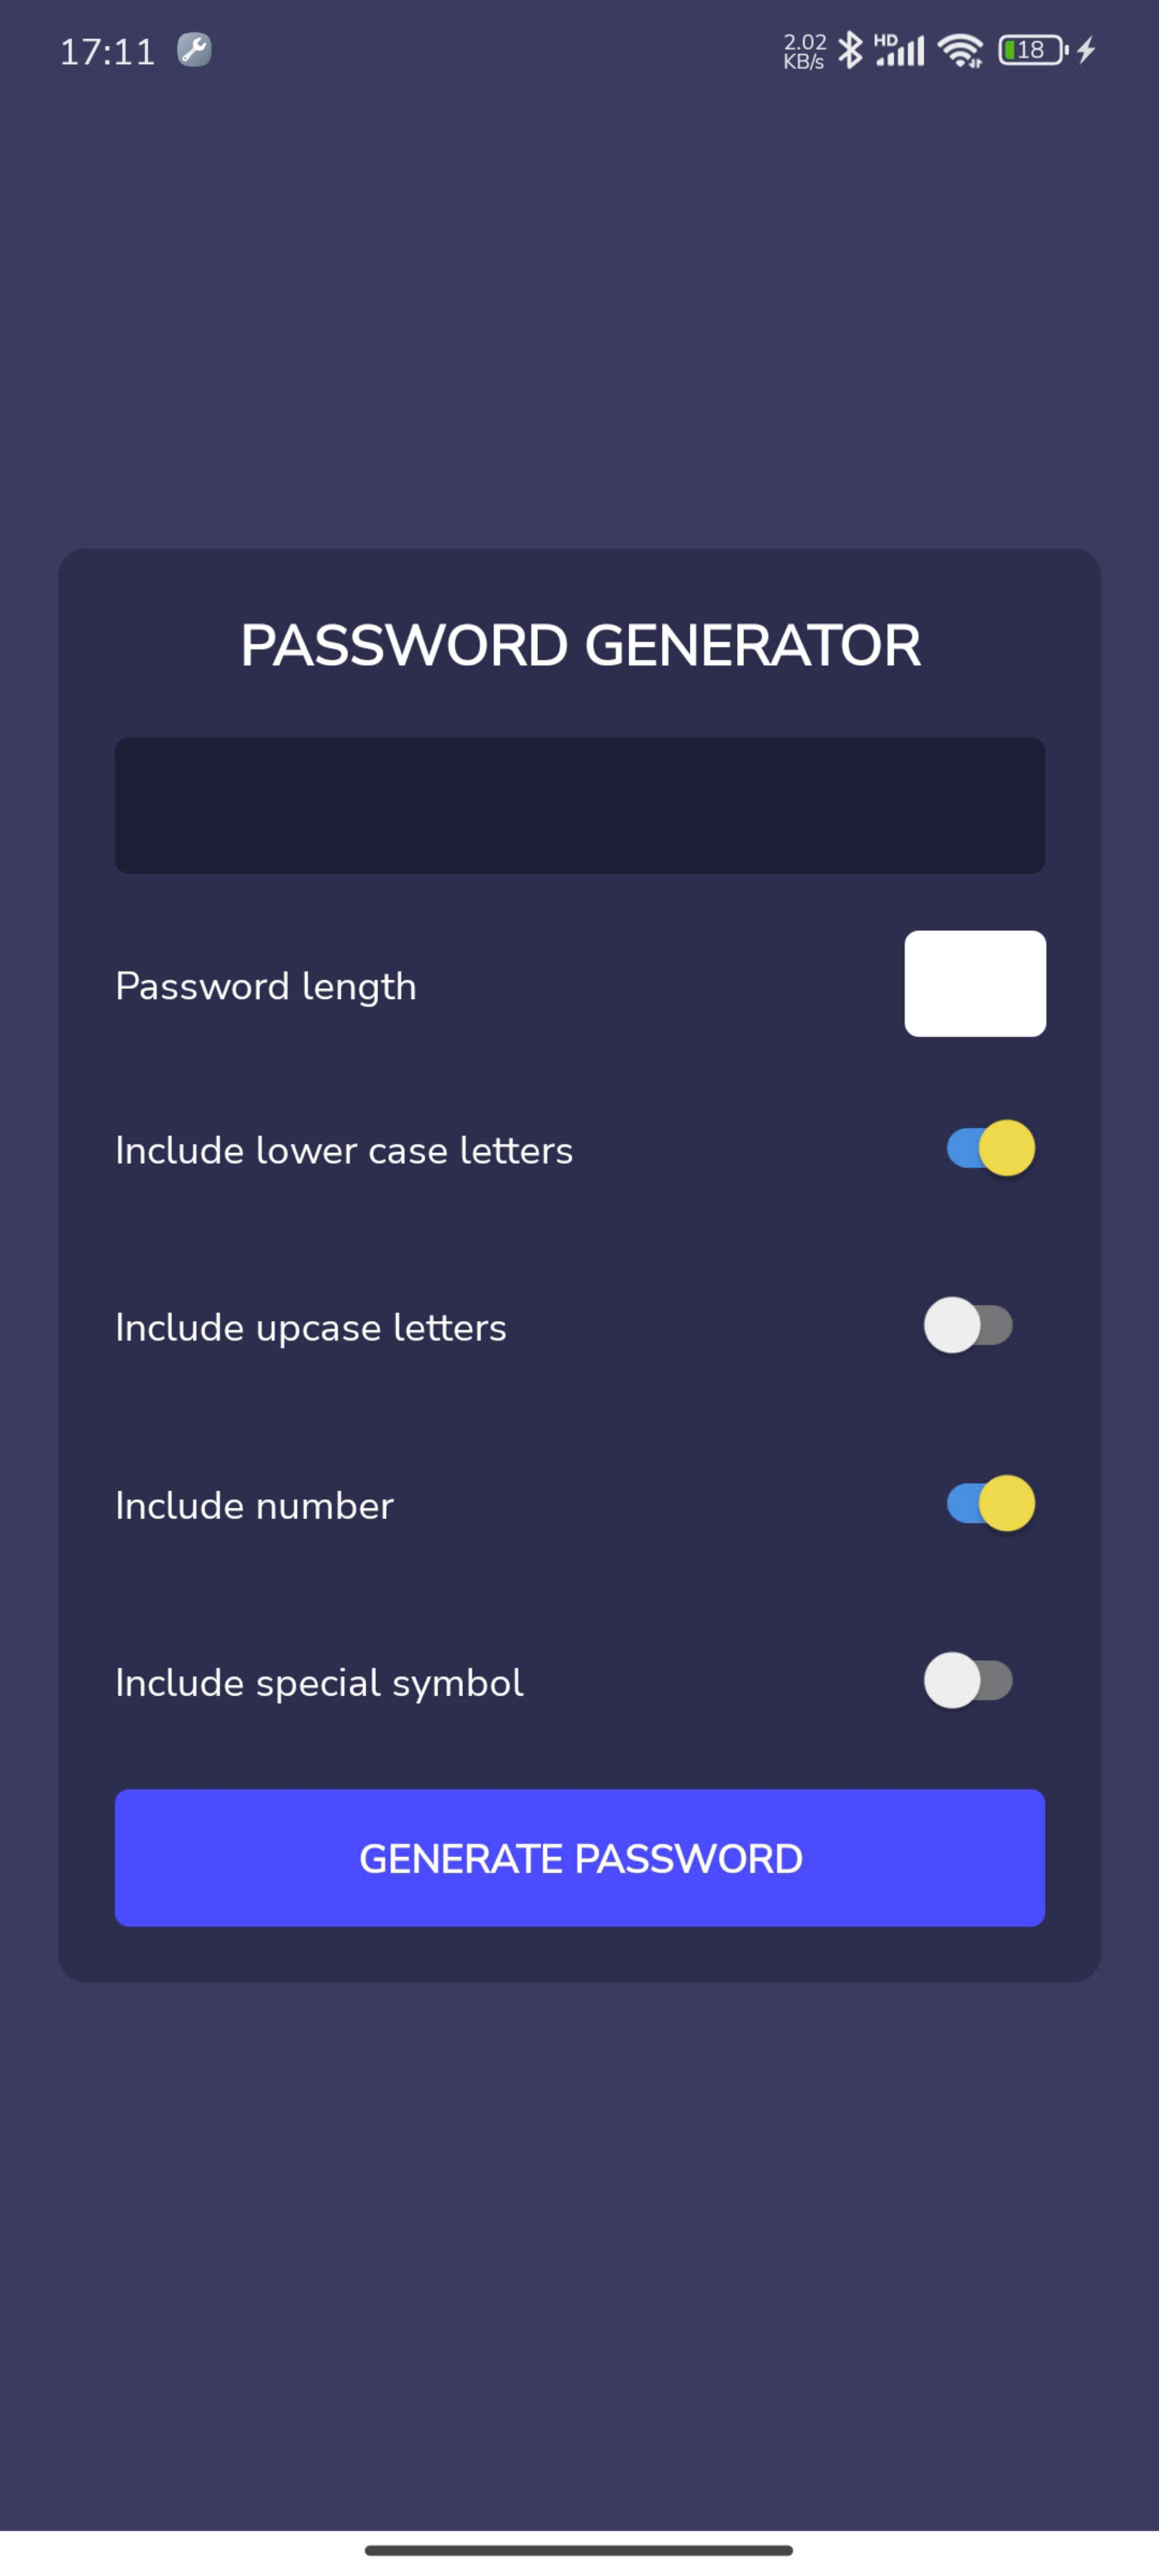 17:11
2.02
KB/s
HD
18
PASSWORD GENERATOR
Password length
Include lower case letters
Include upcase letters
Include number
Include special symbol
GENERATE PASSWORD